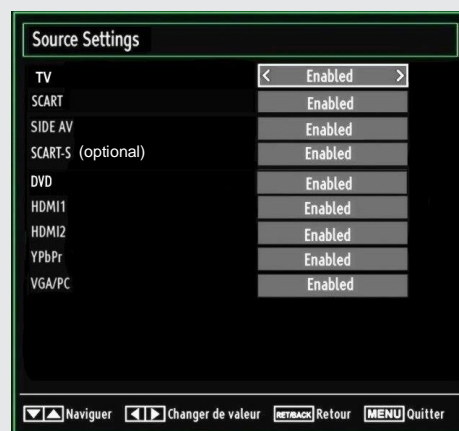 Source Settings
TV < Enabled >
SCART Enabled
SIDE AV Enabled
SCART-S (optional) Enabled
DVD Enabled
HDMI1 Enabled
HDMI2 Enabled
YPbPr Enabled
VGA/PC Enabled
▼▲ Naviguer ◀▶ Changer de valeur RET/BACK Retour MENU Quitter